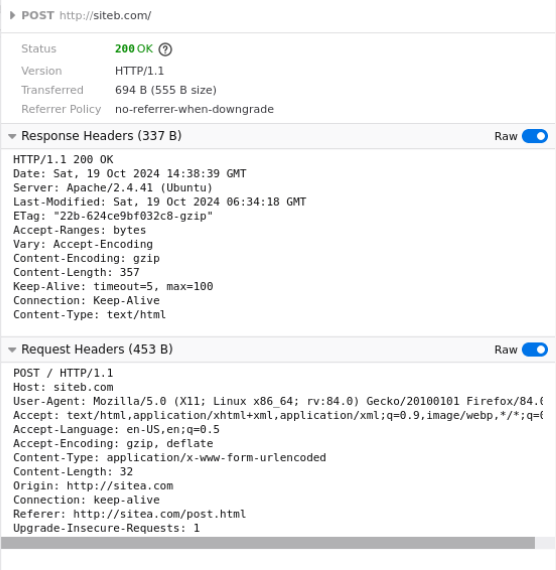 POST http://siteb.com/
Status 200 OK ?
Version HTTP/1.1
Transferred 694 B (555 B size)
Referrer Policy no-referrer-when-downgrade
Response Headers (337 B) Raw
HTTP/1.1 200 OK
Date: Sat, 19 Oct 2024 14:38:39 GMT
Server: Apache/2.4.41 (Ubuntu)
Last-Modified: Sat, 19 Oct 2024 06:34:18 GMT
ETag: "22b-624ce9bf032c8-gzip"
Accept-Ranges: bytes
Vary: Accept-Encoding
Content-Encoding: gzip
Content-Length: 357
Keep-Alive: timeout=5, max=100
Connection: Keep-Alive
Content-Type: text/html
Request Headers (453 B) Raw
POST / HTTP/1.1
Host: siteb.com
User-Agent: Mozilla/5.0 (X11; Linux x86_64; rv:84.0) Gecko/20100101 Firefox/84.0
Accept: text/html,application/xhtml+xml,application/xml;q=0.9,image/webp,*/*;q=0
Accept-Language: en-US,en;q=0.5
Accept-Encoding: gzip, deflate
Content-Type: application/x-www-form-urlencoded
Content-Length: 32
Origin: http://sitea.com
Connection: keep-alive
Referer: http://sitea.com/post.html
Upgrade-Insecure-Requests: 1